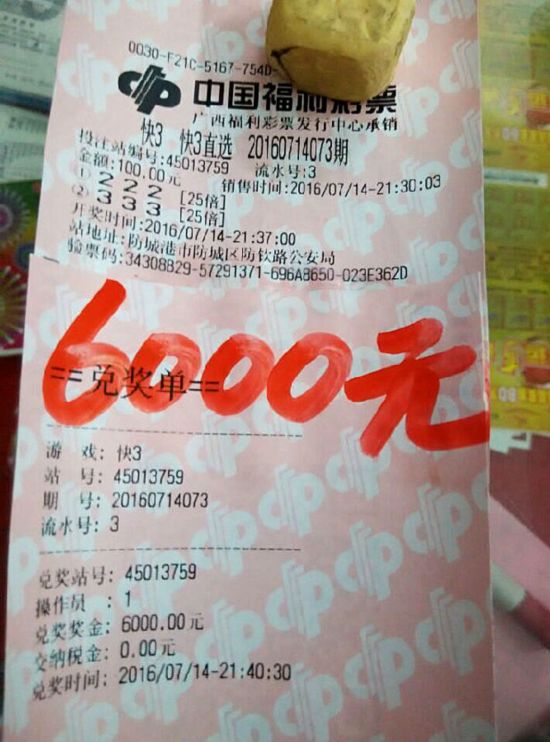 0030-F21C-5167-754D-
中国福利彩票
广西福利彩票发行中心承销
快3 快3直选 20160714073期
投注站编号:45013759 流水号:3
金额:100.00元 销售时间:2016/07/14-21:30:03
① 2 2 2 [25倍]
② 3 3 3 [25倍]
开奖时间:2016/07/14-21:37:00
站地址:防城港市防城区防钦路公安局
验票码:34308829-57291371-696A8650-023E362D
6000元
==兑奖单==
游 戏: 快3
站 号: 45013759
期 号: 20160714073
流水号: 3
兑奖站号: 45013759
操作员 : 1
兑奖奖金: 6000.00元
交纳税金: 0.00元
兑奖时间: 2016/07/14-21:40:30